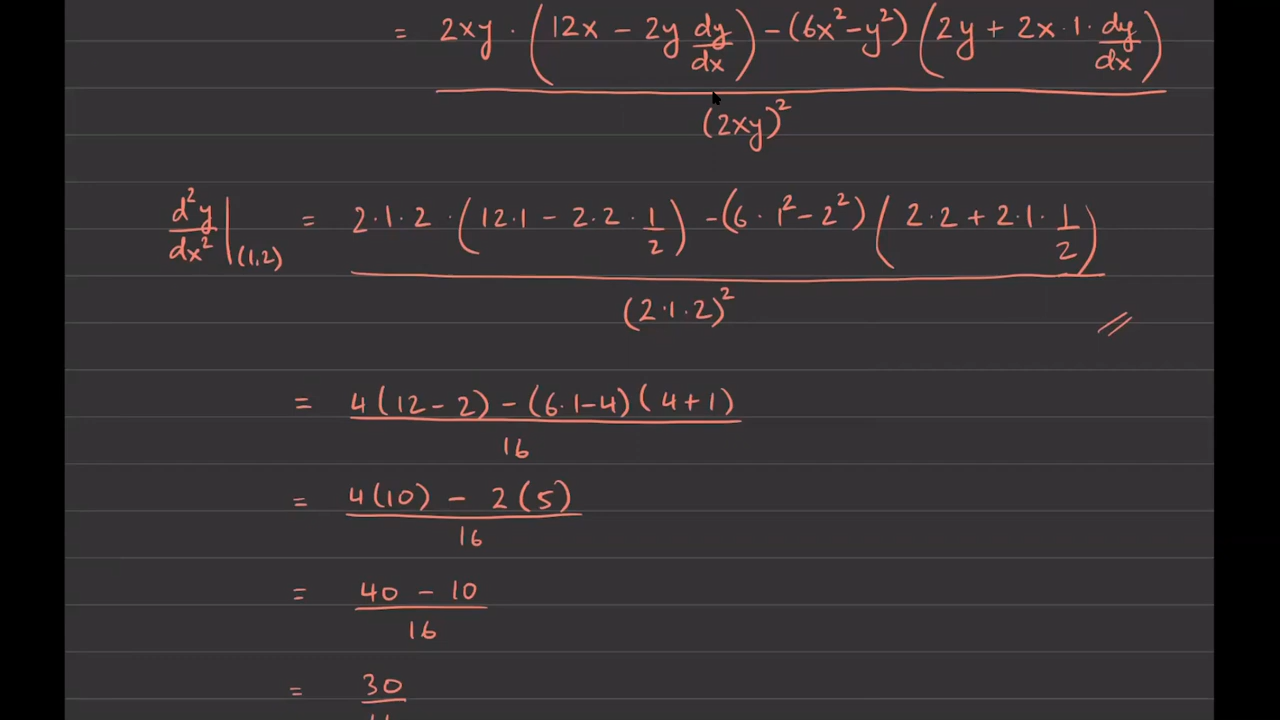 = 2xy · (12x − 2y dy/dx) − (6x² − y²) (2y + 2x · 1 · dy/dx)
(2xy)²
d²y/dx² |(1,2) = 2 · 1 · 2 · (12 · 1 − 2 · 2 · 1/2) − (6 · 1² − 2²) (2 · 2 + 2 · 1 · 1/2)
(2 · 1 · 2)²
= 4(12 − 2) − (6 · 1 − 4)(4 + 1)
16
= 4(10) − 2(5)
16
= 40 − 10
16
= 30